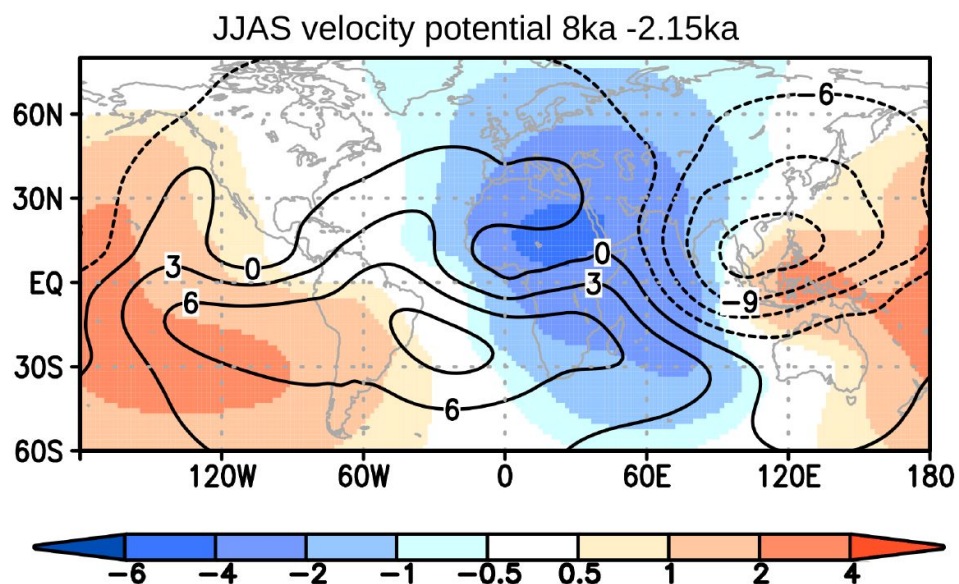 JJAS velocity potential 8ka -2.15ka
60N
-6
30N
3
0
0
EQ
6
3
-9
30S
6
60S
120W 60W 0 60E 120E 180
-6 -4 -2 -1 -0.5 0.5 1 2 4